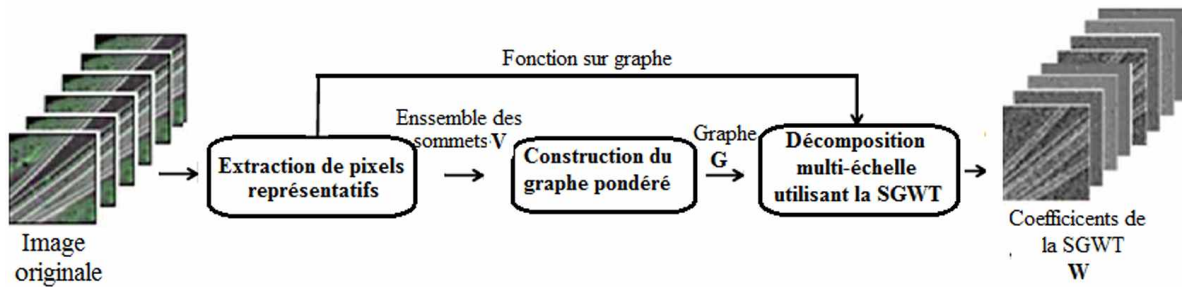 Fonction sur graphe
Enssemble des
sommets V
Graphe
G
Extraction de pixels
représentatifs
Construction du
graphe pondéré
Décomposition
multi-échelle
utilisant la SGWT
Image
originale
Coefficicents de
la SGWT
W